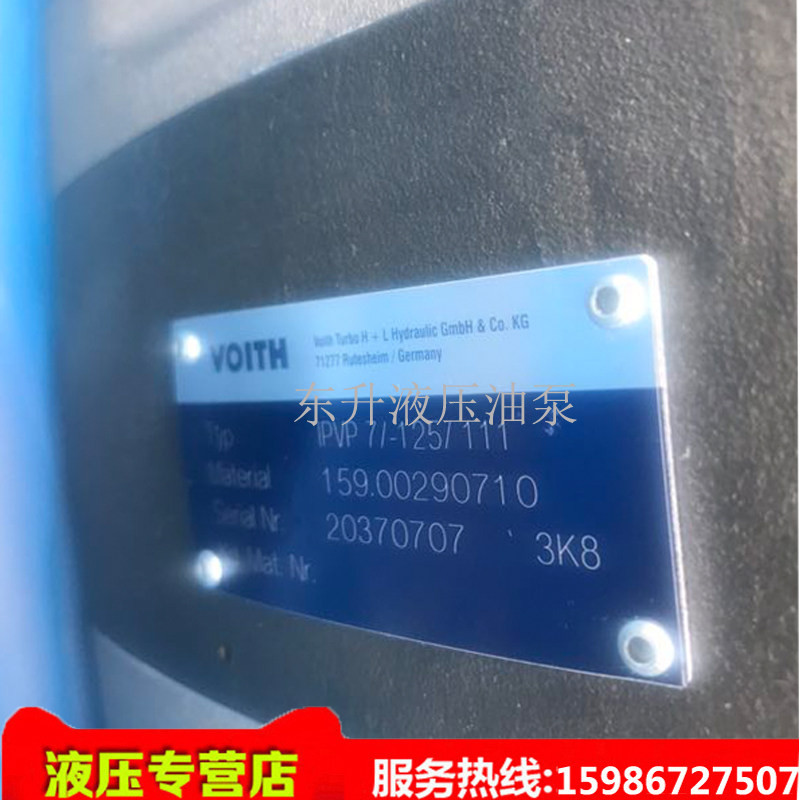 VOITH
Voith Turbo H + L Hydraulic GmbH & Co. KG
71277 Rutesheim / Germany
东升液压油泵
Typ IPVP 7/-125/ 111
Material 159.00290710
Serial Nr. 20370707 3K8
Mat. Nr.
液压专营店
服务热线:15986727507